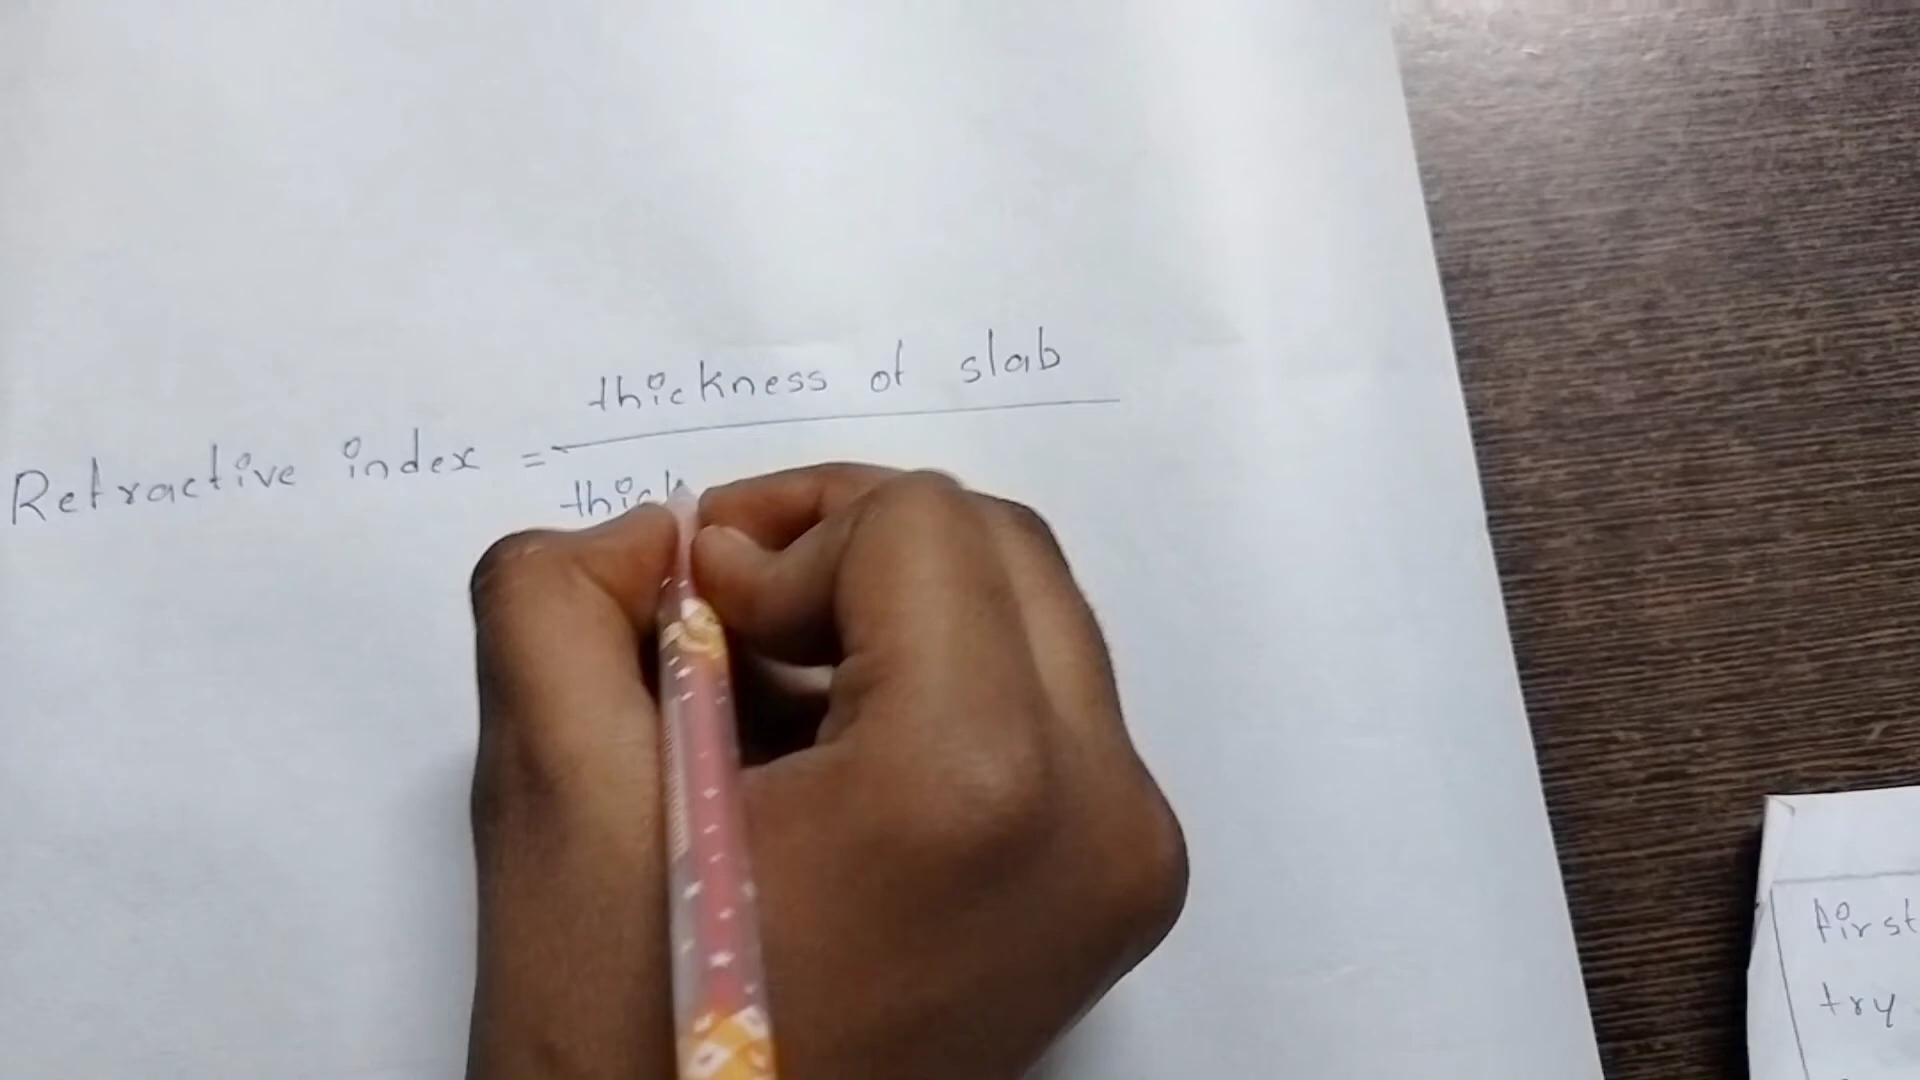 thickness of slab
Refractive index =
thick
first
try